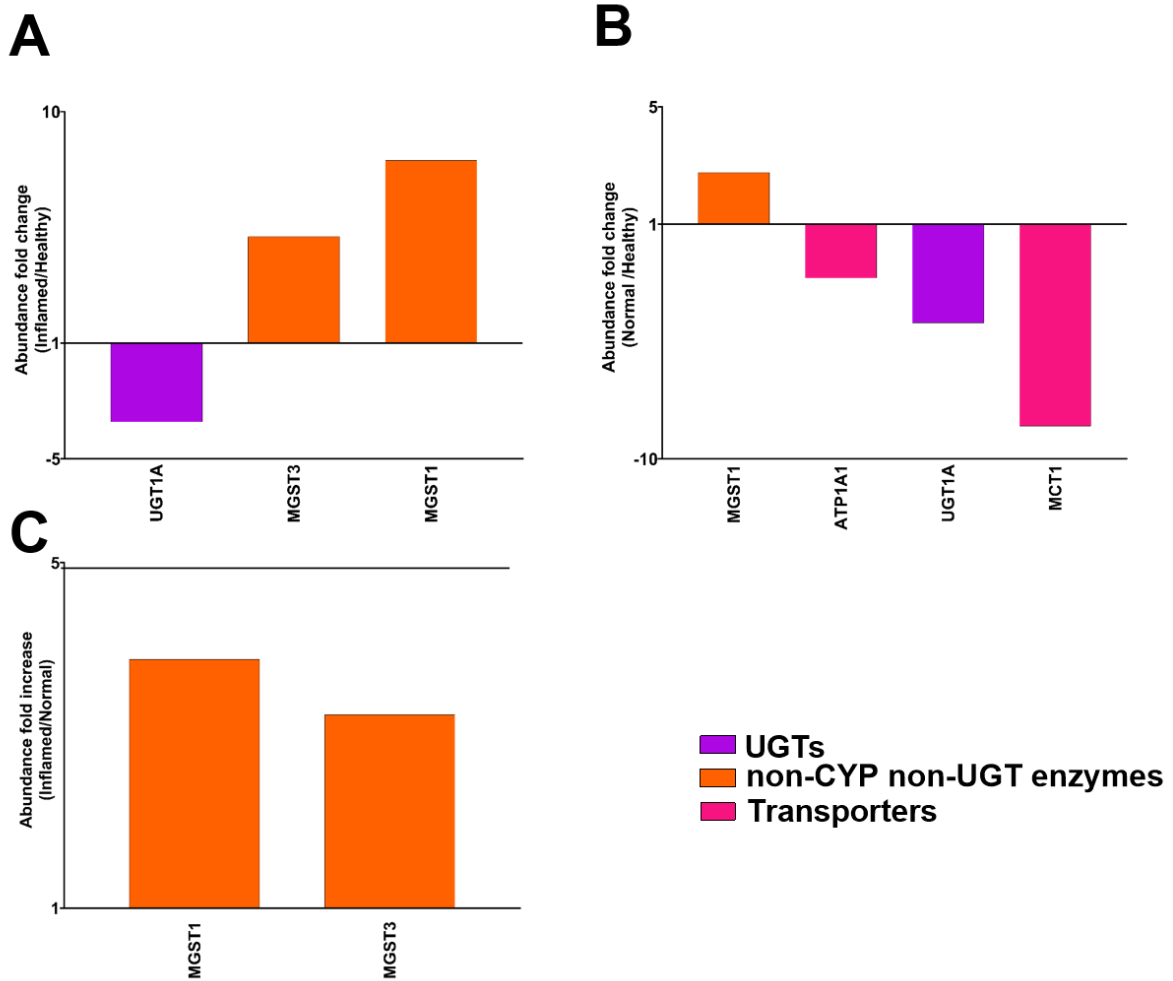 A
10
1
-5
Abundance fold change
(Inflamed/Healthy)
UGT1A
MGST3
MGST1
B
5
1
-10
Abundance fold change
(Normal /Healthy)
MGST1
ATP1A1
UGT1A
MCT1
C
5
1
Abundance fold increase
(Inflamed/Normal)
MGST1
MGST3
UGTs
non-CYP non-UGT enzymes
Transporters